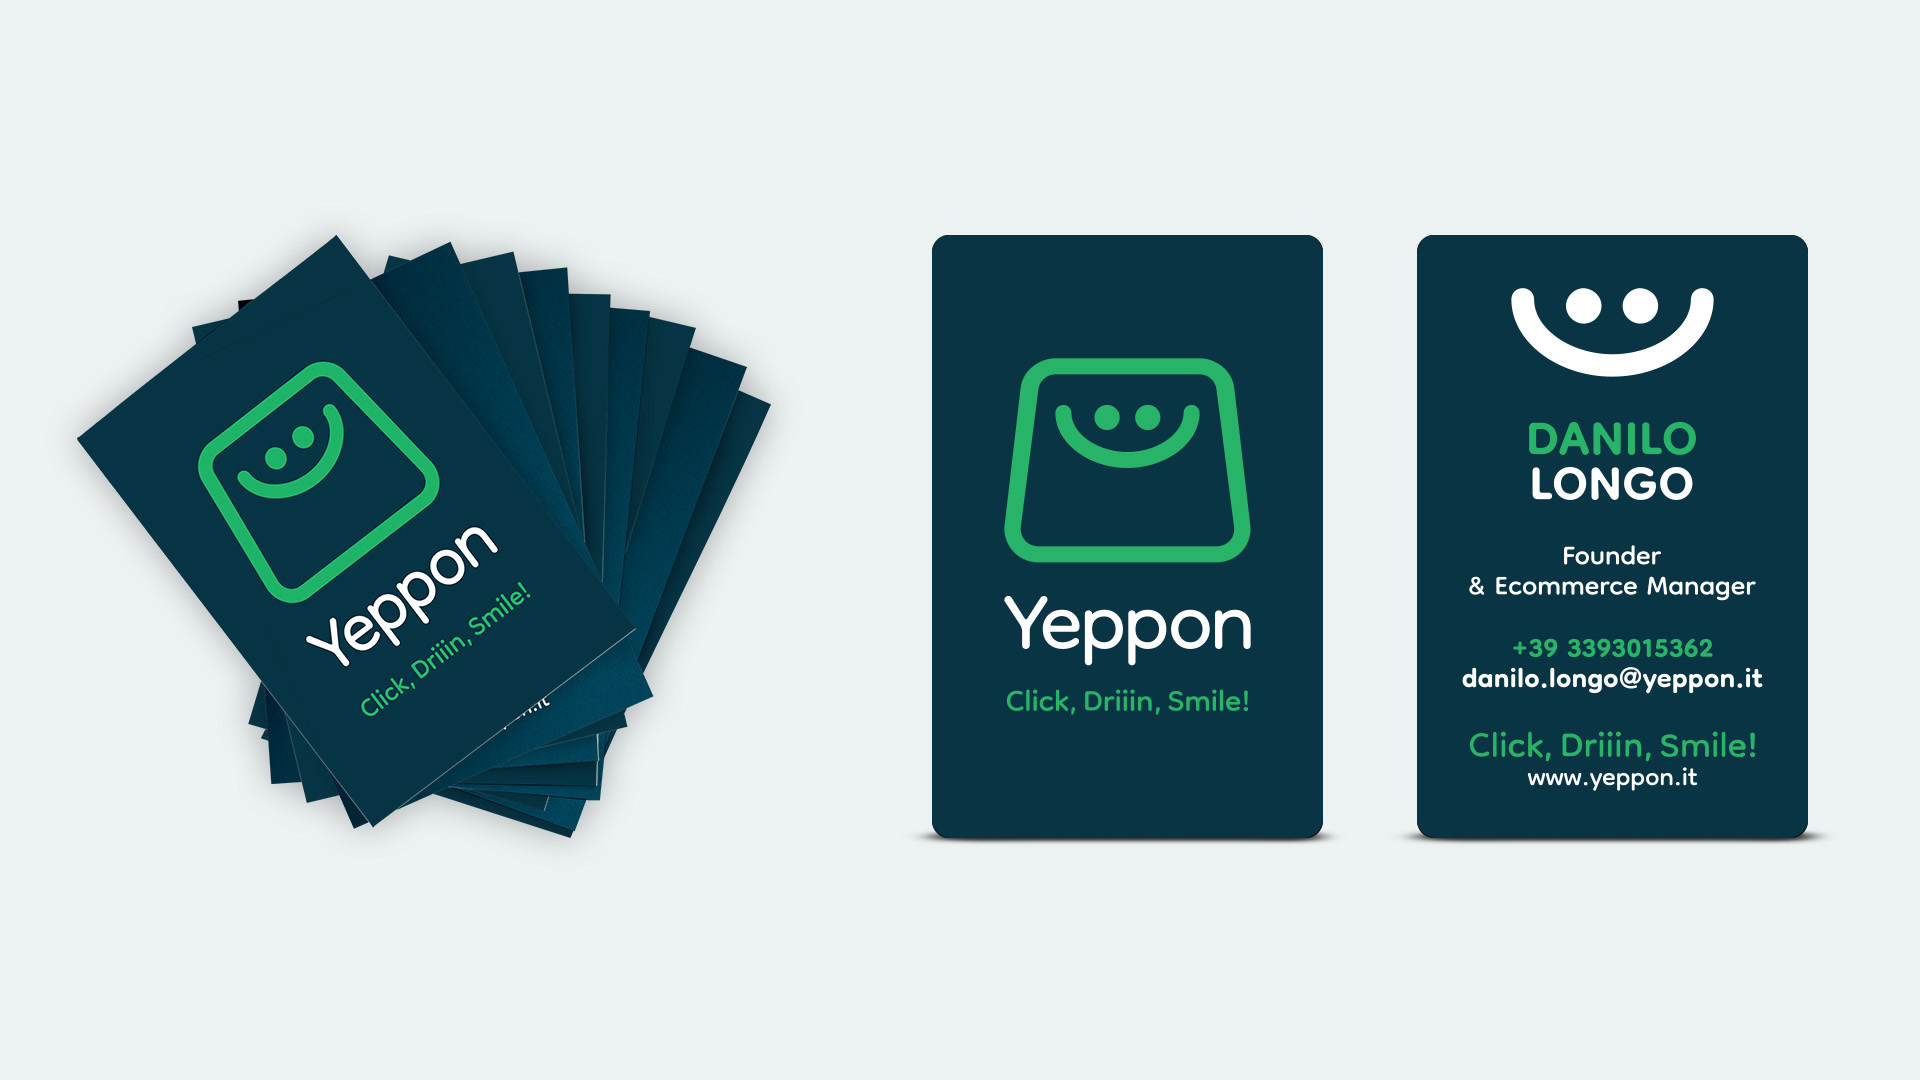 Yeppon
Click, Driiin, Smile!
Yeppon
Click, Driiin, Smile!
DANILO
LONGO
Founder
& Ecommerce Manager
+39 3393015362
danilo.longo@yeppon.it
Click, Driiin, Smile!
www.yeppon.it